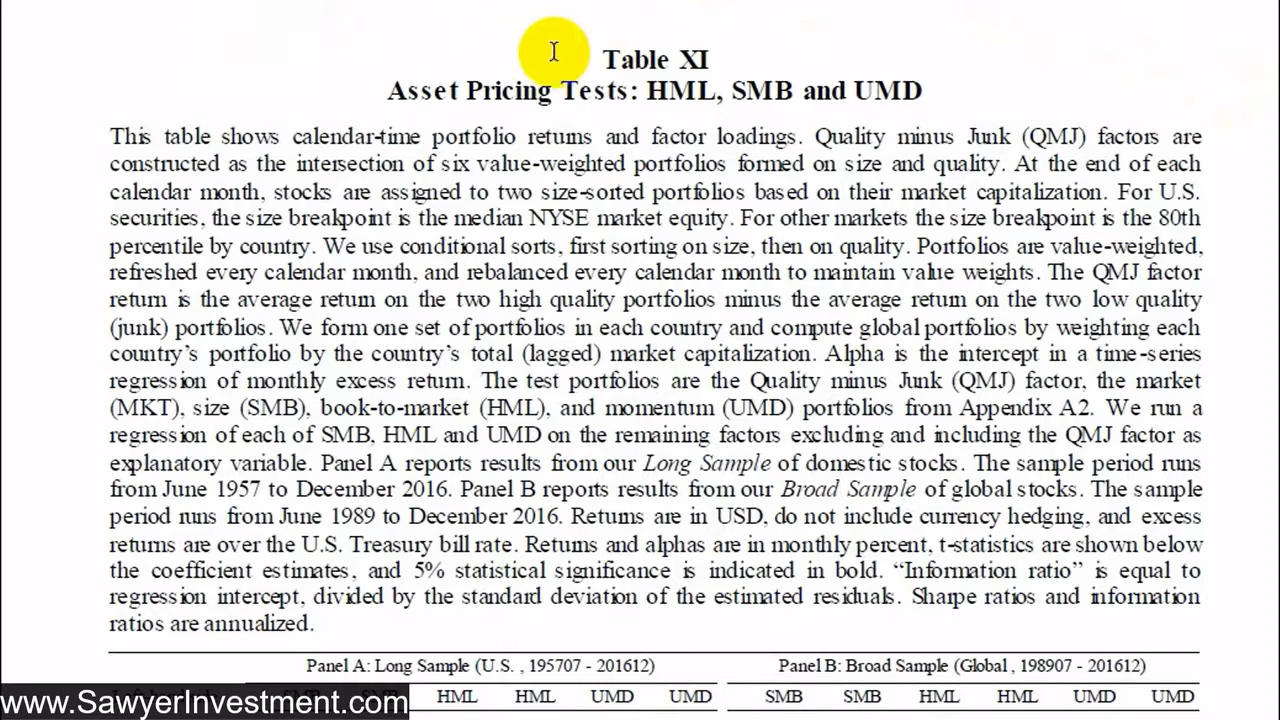 Table XI
Asset Pricing Tests: HML, SMB and UMD
This table shows calendar-time portfolio returns and factor loadings. Quality minus Junk (QMJ) factors are
constructed as the intersection of six value-weighted portfolios formed on size and quality. At the end of each
calendar month, stocks are assigned to two size-sorted portfolios based on their market capitalization. For U.S.
securities, the size breakpoint is the median NYSE market equity. For other markets the size breakpoint is the 80th
percentile by country. We use conditional sorts, first sorting on size, then on quality. Portfolios are value-weighted,
refreshed every calendar month, and rebalanced every calendar month to maintain value weights. The QMJ factor
return is the average return on the two high quality portfolios minus the average return on the two low quality
(junk) portfolios. We form one set of portfolios in each country and compute global portfolios by weighting each
country's portfolio by the country's total (lagged) market capitalization. Alpha is the intercept in a time-series
regression of monthly excess return. The test portfolios are the Quality minus Junk (QMJ) factor, the market
(MKT), size (SMB), book-to-market (HML), and momentum (UMD) portfolios from Appendix A2. We run a
regression of each of SMB, HML and UMD on the remaining factors excluding and including the QMJ factor as
explanatory variable. Panel A reports results from our Long Sample of domestic stocks. The sample period runs
from June 1957 to December 2016. Panel B reports results from our Broad Sample of global stocks. The sample
period runs from June 1989 to December 2016. Returns are in USD, do not include currency hedging, and excess
returns are over the U.S. Treasury bill rate. Returns and alphas are in monthly percent, t-statistics are shown below
the coefficient estimates, and 5% statistical significance is indicated in bold. “Information ratio” is equal to
regression intercept, divided by the standard deviation of the estimated residuals. Sharpe ratios and information
ratios are annualized.
Panel A: Long Sample (U.S. , 195707 - 201612) Panel B: Broad Sample (Global , 198907 - 201612)
HML HML UMD UMD SMB SMB HML HML UMD UMD
www.SawyerInvestment.com